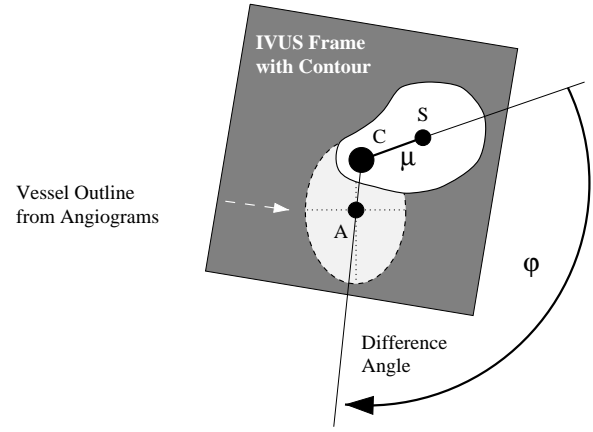 IVUS Frame
with Contour
S
C
μ
Vessel Outline
from Angiograms
A
φ
Difference
Angle